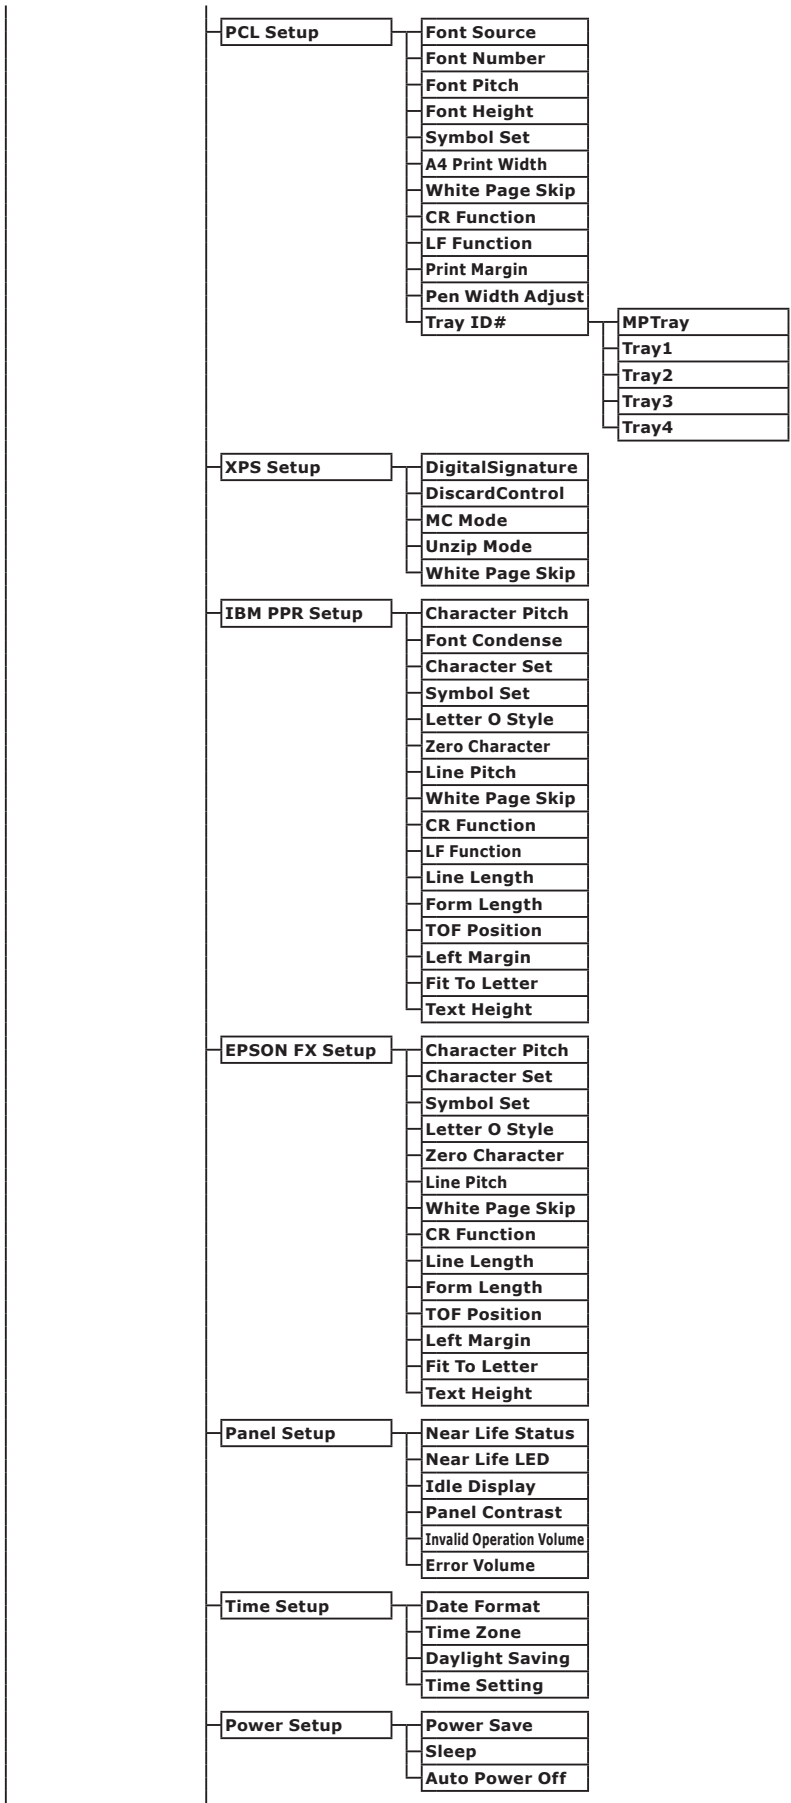 PCL Setup
Font Source
Font Number
Font Pitch
Font Height
Symbol Set
A4 Print Width
White Page Skip
CR Function
LF Function
Print Margin
Pen Width Adjust
Tray ID#
MPTray
Tray1
Tray2
Tray3
Tray4
XPS Setup
DigitalSignature
DiscardControl
MC Mode
Unzip Mode
White Page Skip
IBM PPR Setup
Character Pitch
Font Condense
Character Set
Symbol Set
Letter O Style
Zero Character
Line Pitch
White Page Skip
CR Function
LF Function
Line Length
Form Length
TOF Position
Left Margin
Fit To Letter
Text Height
EPSON FX Setup
Character Pitch
Character Set
Symbol Set
Letter O Style
Zero Character
Line Pitch
White Page Skip
CR Function
Line Length
Form Length
TOF Position
Left Margin
Fit To Letter
Text Height
Panel Setup
Near Life Status
Near Life LED
Idle Display
Panel Contrast
Invalid Operation Volume
Error Volume
Time Setup
Date Format
Time Zone
Daylight Saving
Time Setting
Power Setup
Power Save
Sleep
Auto Power Off